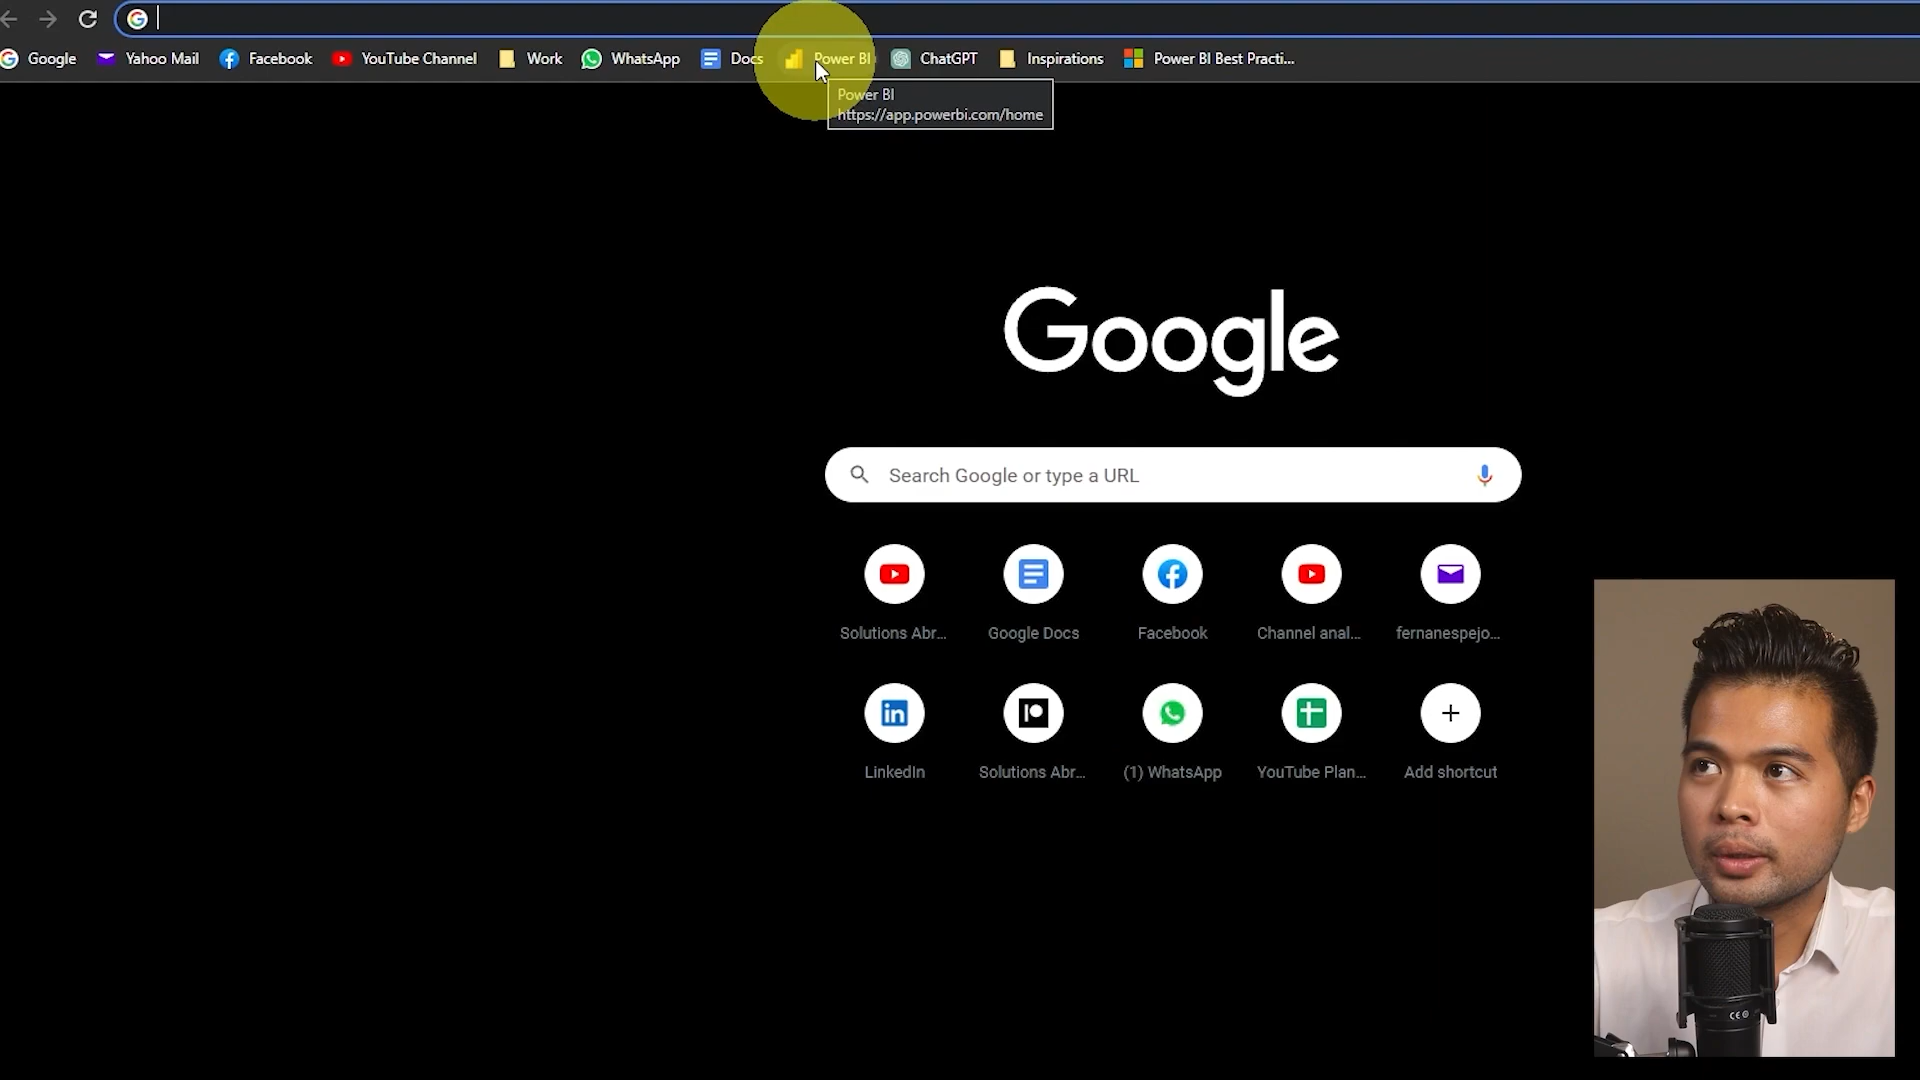 Google Yahoo Mail Facebook YouTube Channel Work WhatsApp Docs Power BI ChatGPT Inspirations Power BI Best Practi...
Power BI
https://app.powerbi.com/home
Google
Search Google or type a URL
Solutions Abr... Google Docs Facebook Channel anal... fernanespejo...
LinkedIn Solutions Abr... (1) WhatsApp YouTube Plan... Add shortcut